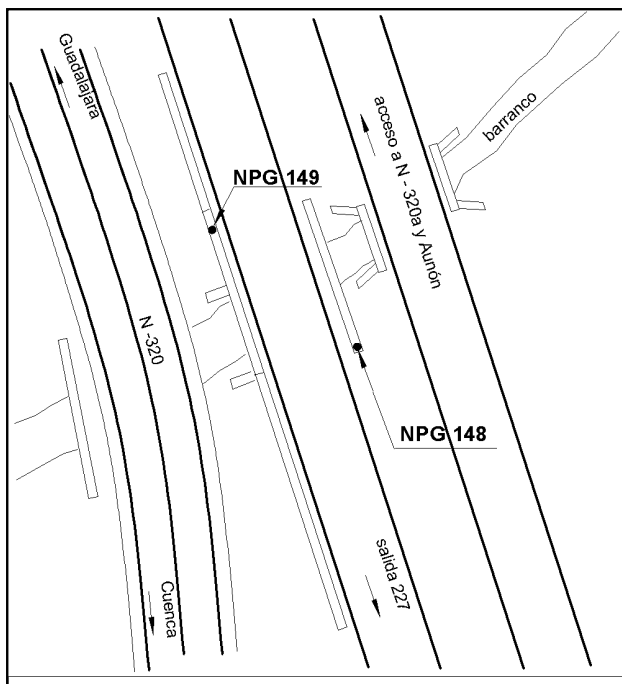 Guadalajara
barranco
acceso a N - 320a y Aunón
NPG 149
N -320
NPG 148
salida 227
Cuenca